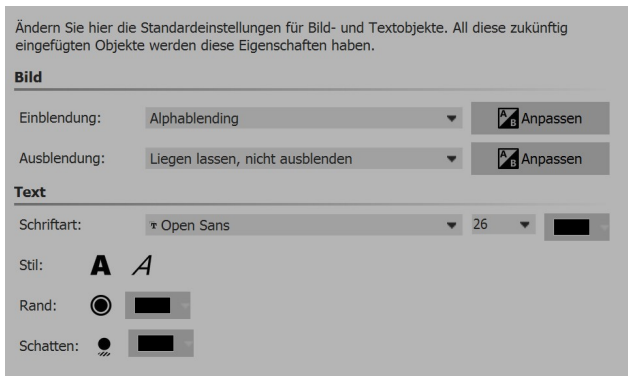 Ändern Sie hier die Standardeinstellungen für Bild- und Textobjekte. All diese zukünftig
eingefügten Objekte werden diese Eigenschaften haben.
Bild
Einblendung: Alphablending A B Anpassen
Ausblendung: Liegen lassen, nicht ausblenden A B Anpassen
Text
Schriftart: T Open Sans 26
Stil: A A
Rand:
Schatten: